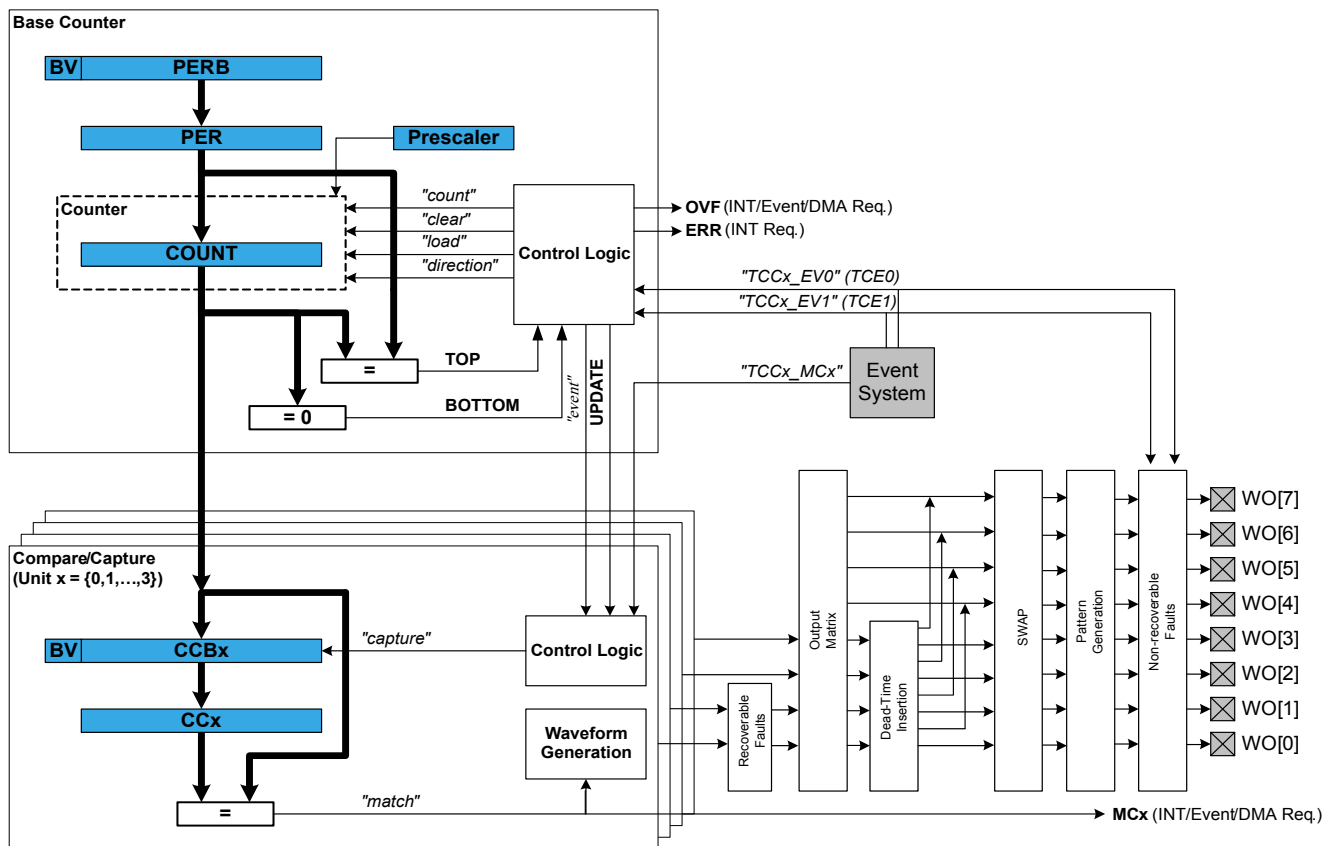 Base Counter
BV PERB
PER
Prescaler
Counter
COUNT
"count"
"clear"
"load"
"direction"
Control Logic
OVF (INT/Event/DMA Req.)
ERR (INT Req.)
"TCCx_EV0" (TCE0)
"TCCx_EV1" (TCE1)
"TCCx_MCx"
Event
System
=
TOP
= 0
BOTTOM
"event"
UPDATE
Compare/Capture
(Unit x = {0,1,…,3})
BV CCBx
"capture"
Control Logic
CCx
Waveform
Generation
=
"match"
Recoverable
Faults
Output
Matrix
Dead-Time
Insertion
SWAP
Pattern
Generation
Non-recoverable
Faults
WO[7]
WO[6]
WO[5]
WO[4]
WO[3]
WO[2]
WO[1]
WO[0]
MCx (INT/Event/DMA Req.)